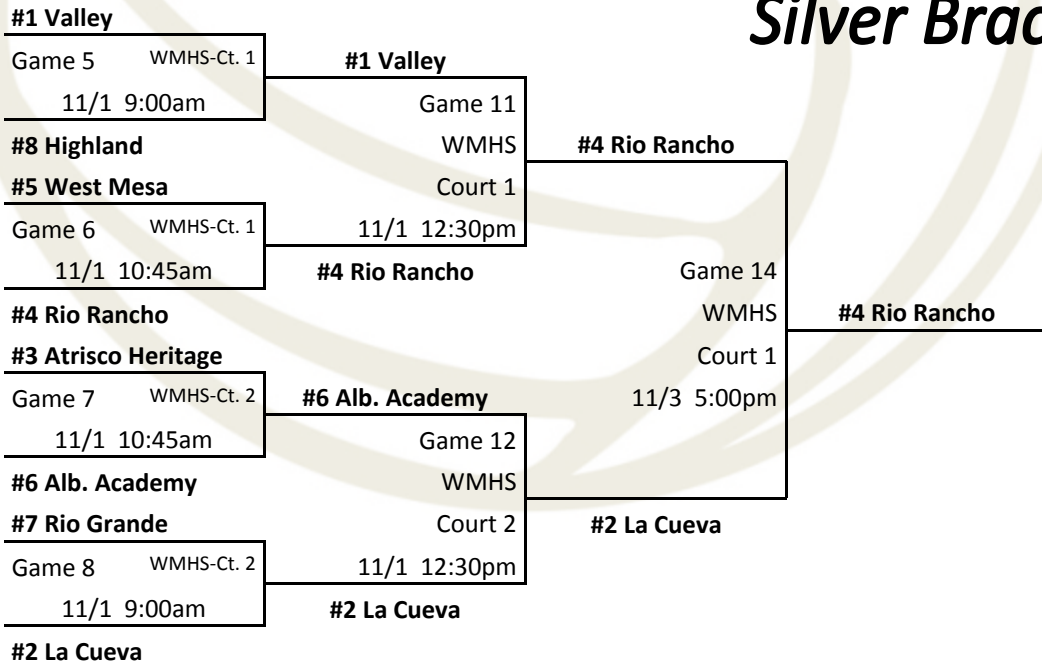 Silver Brac
#1 Valley
Game 5 WMHS-Ct. 1
11/1 9:00am
#8 Highland
#5 West Mesa
Game 6 WMHS-Ct. 1
11/1 10:45am
#4 Rio Rancho
#3 Atrisco Heritage
Game 7 WMHS-Ct. 2
11/1 10:45am
#6 Alb. Academy
#7 Rio Grande
Game 8 WMHS-Ct. 2
11/1 9:00am
#2 La Cueva
#1 Valley
Game 11
WMHS
Court 1
11/1 12:30pm
#4 Rio Rancho
#6 Alb. Academy
Game 12
WMHS
Court 2
11/1 12:30pm
#2 La Cueva
#4 Rio Rancho
Game 14
WMHS
Court 1
11/3 5:00pm
#2 La Cueva
#4 Rio Rancho